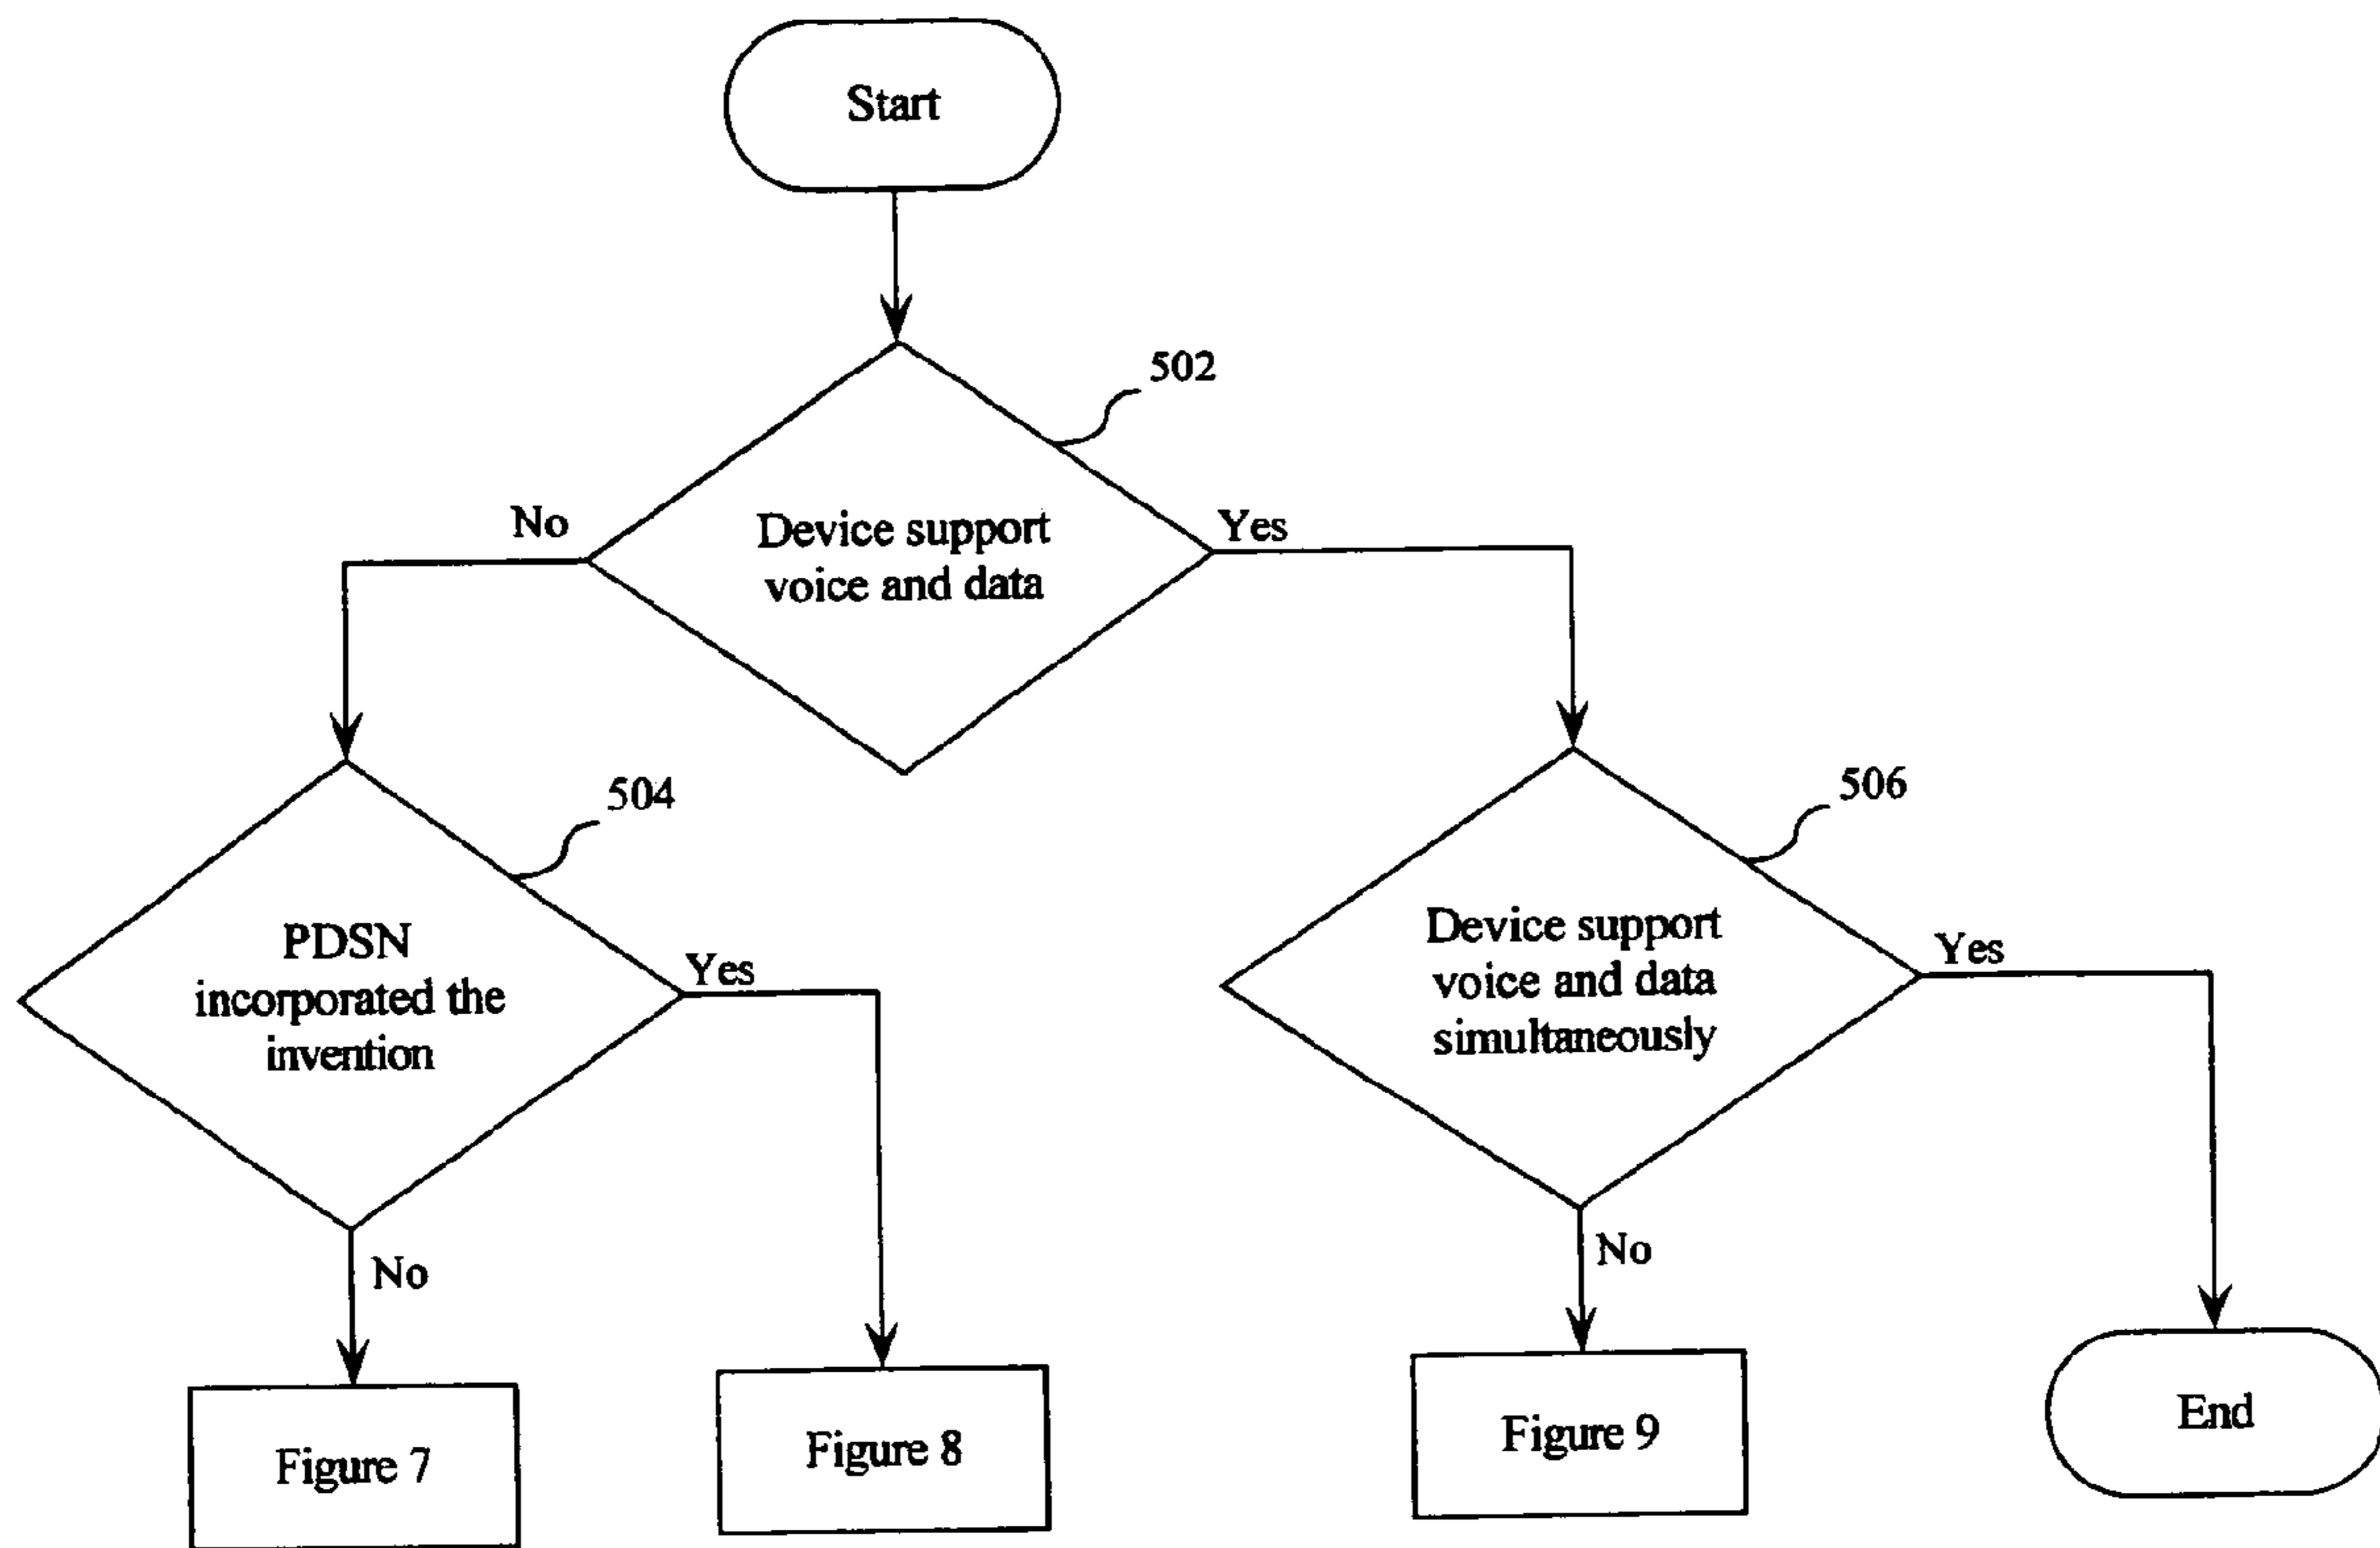 Start
502
No
Device support
voice and data
Yes
504
506
PDSN
incorporated the
invention
Yes
Device support
voice and data
simultaneously
Yes
No
No
Figure 7
Figure 8
Figure 9
End